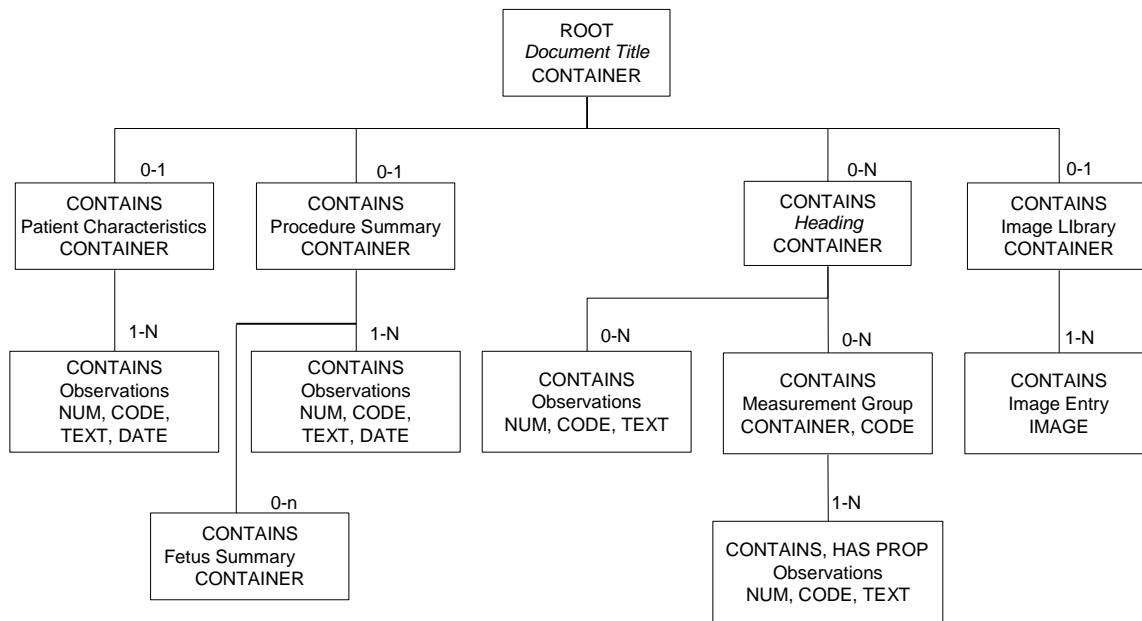 ROOT
Document Title
CONTAINER
0-1
0-1
0-N
0-1
CONTAINS
Patient Characteristics
CONTAINER
CONTAINS
Procedure Summary
CONTAINER
CONTAINS
Heading
CONTAINER
CONTAINS
Image LIbrary
CONTAINER
1-N
1-N
0-N
0-N
1-N
CONTAINS
Observations
NUM, CODE,
TEXT, DATE
CONTAINS
Observations
NUM, CODE,
TEXT, DATE
CONTAINS
Observations
NUM, CODE, TEXT
CONTAINS
Measurement Group
CONTAINER, CODE
CONTAINS
Image Entry
IMAGE
0-n
1-N
CONTAINS
Fetus Summary
CONTAINER
CONTAINS, HAS PROP
Observations
NUM, CODE, TEXT